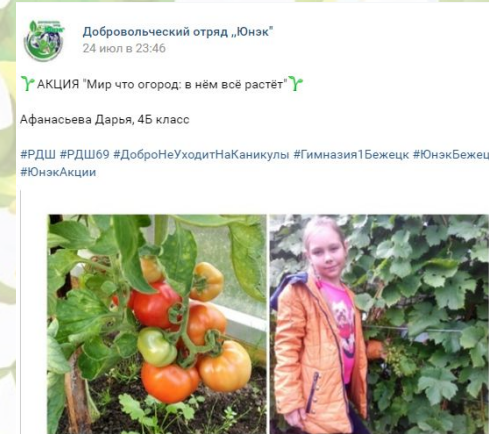 Добровольческий отряд ,,Юнэк"
24 июл в 23:46
АКЦИЯ "Мир что огород: в нём всё растёт"
Афанасьева Дарья, 4Б класс
#РДШ #РДШ69 #ДоброНеУходитНаКаникулы #Гимназия1Бежецк #ЮнэкБежец
#ЮнэкАкции